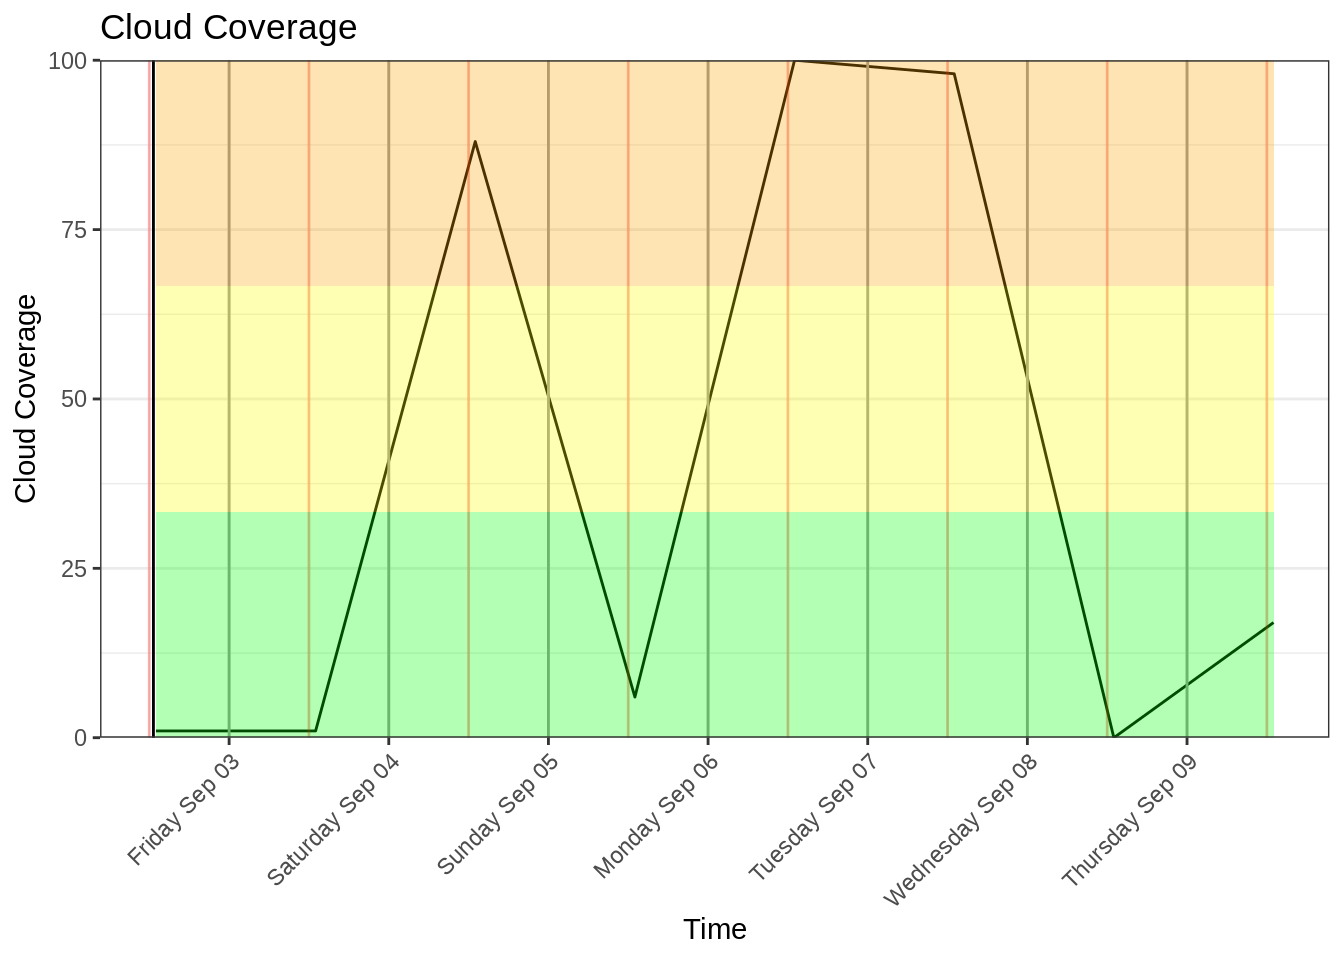 Cloud Coverage
100
75
50
25
0
Cloud Coverage
Friday Sep 03
Saturday Sep 04
Sunday Sep 05
Monday Sep 06
Tuesday Sep 07
Wednesday Sep 08
Thursday Sep 09
Time